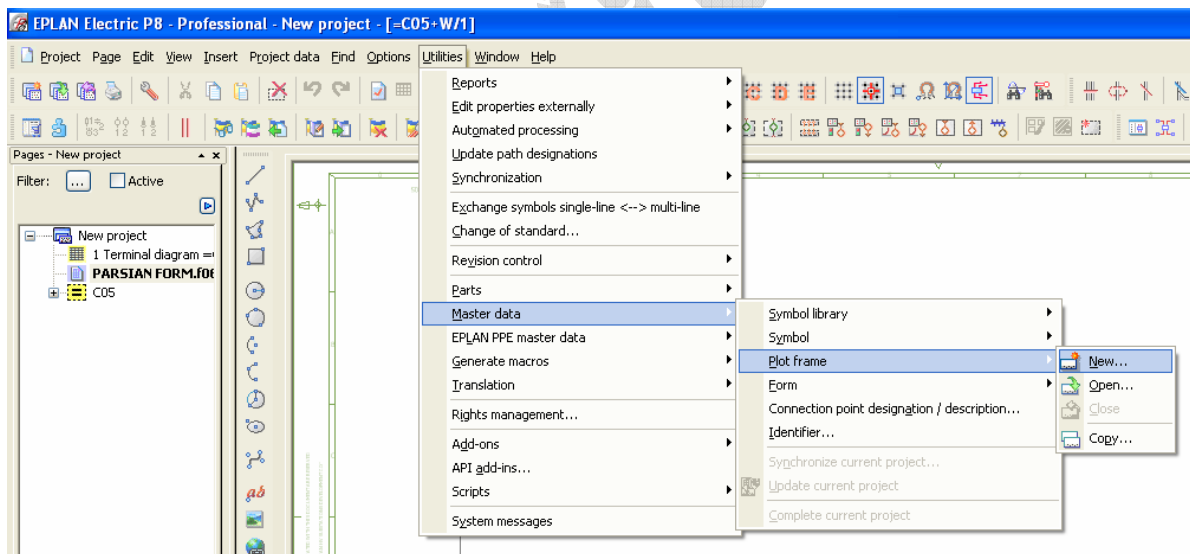 EPLAN Electric P8 - Professional - New project - [=C05+W/1]
Project Page Edit View Insert Project data Find Options Utilities Window Help
Pages - New project
Filter: ... Active
New project
1 Terminal diagram
PARSIAN FORM.f06
C05
Reports
Edit properties externally
Automated processing
Update path designations
Synchronization
Exchange symbols single-line <--> multi-line
Change of standard...
Revision control
Parts
Master data
EPLAN PPE master data
Generate macros
Translation
Rights management...
Add-ons
API add-ins...
Scripts
System messages
Symbol library
Symbol
Plot frame
Form
Connection point designation / description...
Identifier...
Synchronize current project...
Update current project
Complete current project
New...
Open...
Close
Copy...